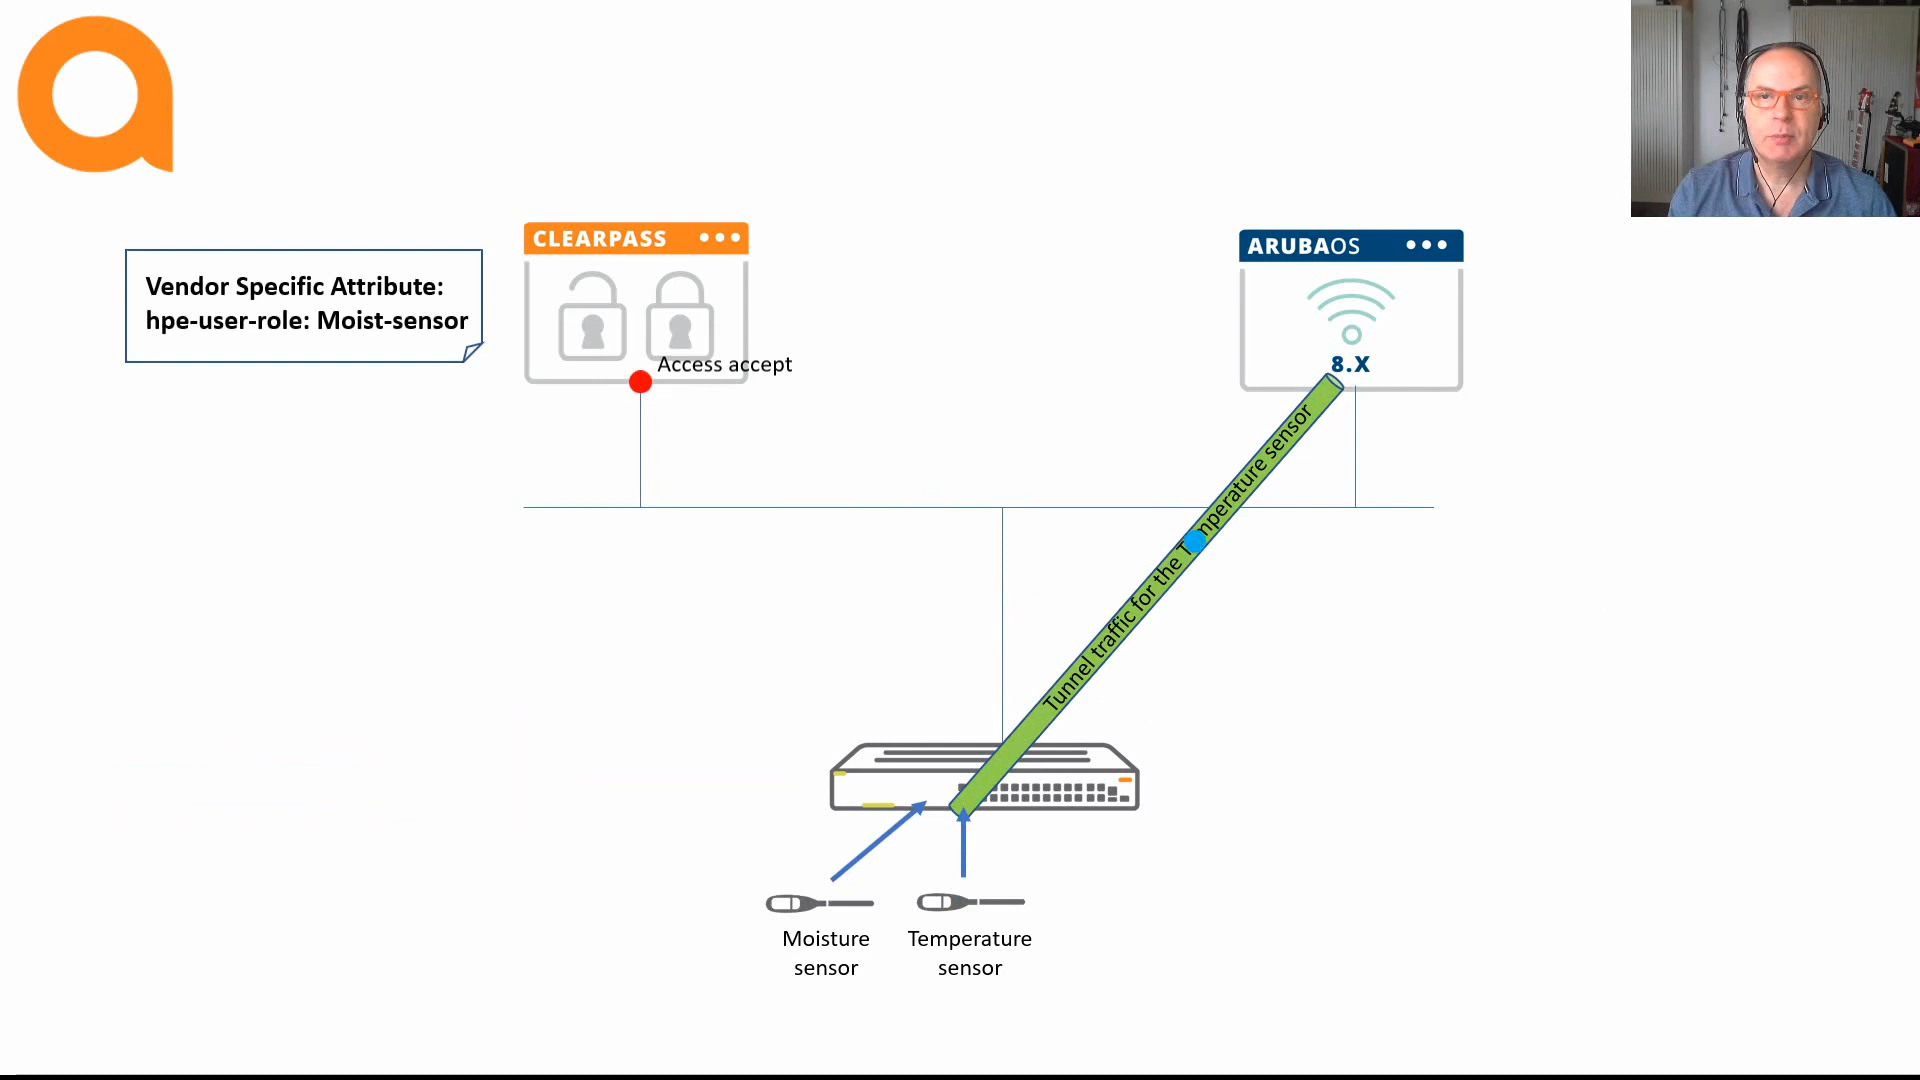 CLEARPASS
ARUBAOS
Vendor Specific Attribute:
hpe-user-role: Moist-sensor
Access accept
8.X
Tunnel traffic for the Temperature sensor
Moisture
sensor
Temperature
sensor